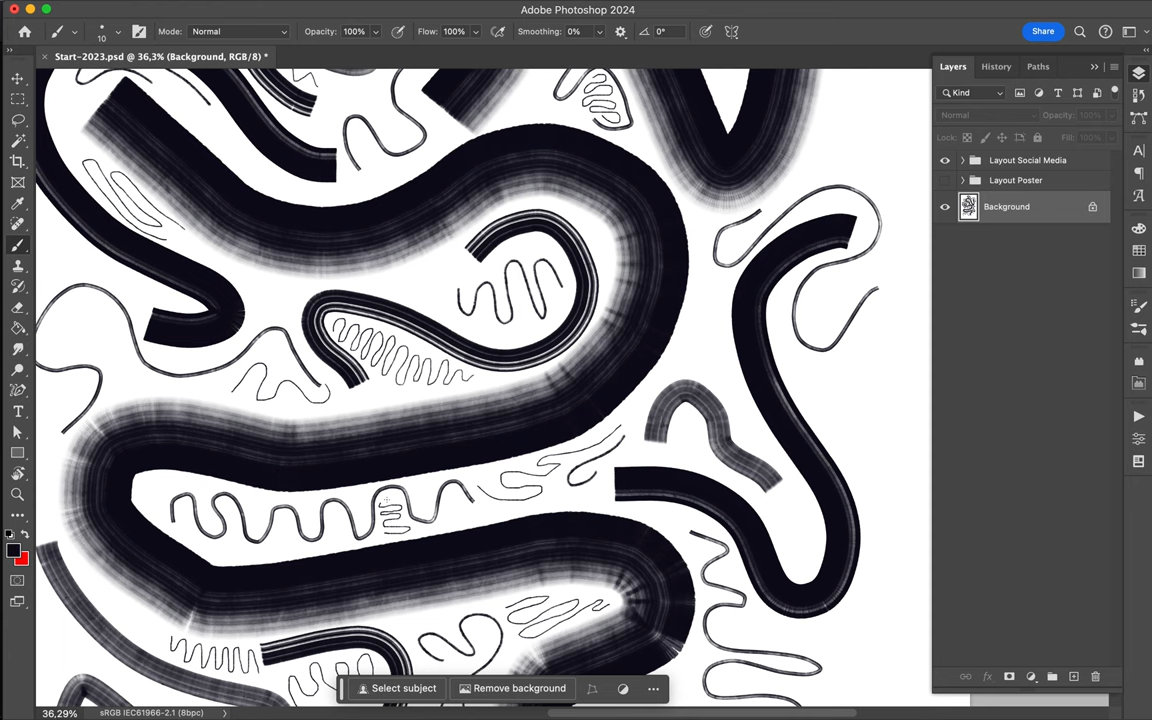 Adobe Photoshop 2024
10 Mode: Normal Opacity: 100% Flow: 100% Smoothing: 0% 0° Share
Start-2023.psd @ 36,3% (Background, RGB/8) *
Layers History Paths
Kind
Normal Opacity: 100%
Lock: Fill: 100%
Layout Social Media
Layout Poster
Background
Select subject Remove background
36,29% sRGB IEC61966-2.1 (8bpc)